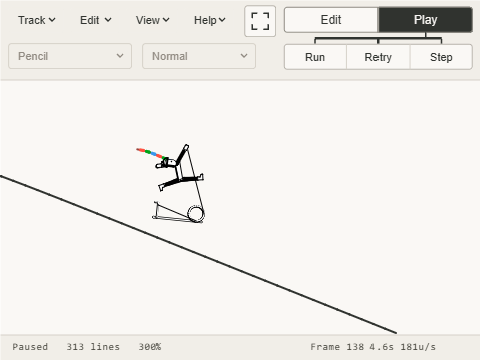 Track Edit View Help Edit Play
Pencil Normal Run Retry Step
Paused 313 lines 300% Frame 138 4.6s 181u/s